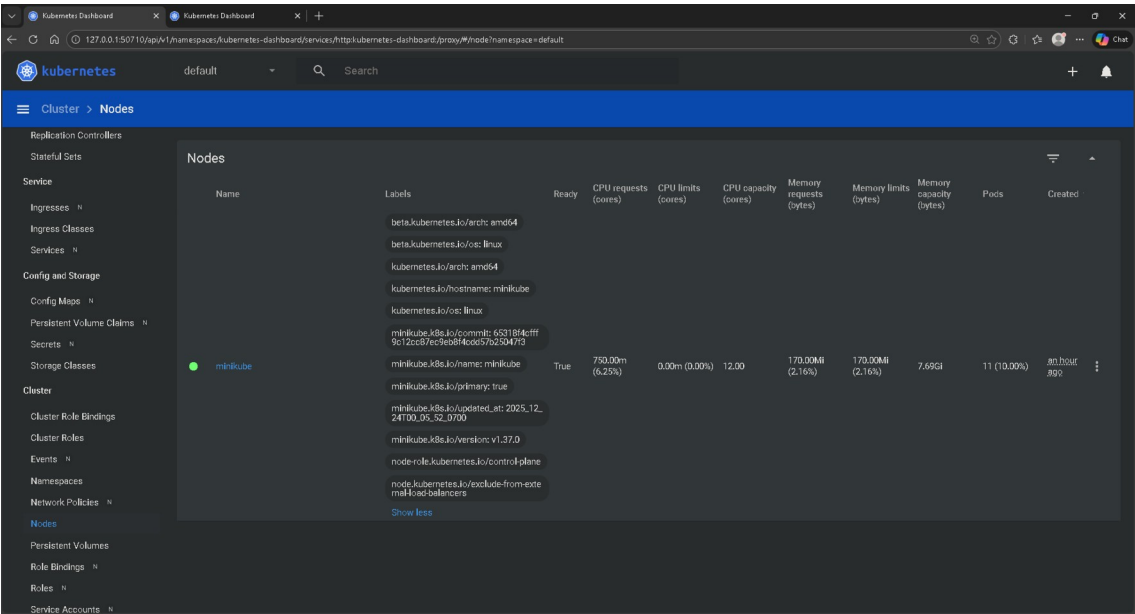 Kubernetes Dashboard
Kubernetes Dashboard
127.0.0.1:50710/api/v1/namespaces/kubernetes-dashboard/services/http:kubernetes-dashboard:/proxy/#/node?namespace=default
Chat
kubernetes
default
Search
Cluster > Nodes
Replication Controllers
Stateful Sets
Service
Ingresses N
Ingress Classes
Services N
Config and Storage
Config Maps N
Persistent Volume Claims N
Secrets N
Storage Classes
Cluster
Cluster Role Bindings
Cluster Roles
Events N
Namespaces
Network Policies N
Nodes
Persistent Volumes
Role Bindings N
Roles N
Service Accounts N
Nodes
Name Labels Ready CPU requests (cores) CPU limits (cores) CPU capacity (cores) Memory requests (bytes) Memory limits (bytes) Memory capacity (bytes) Pods Created
beta.kubernetes.io/arch: amd64
beta.kubernetes.io/os: linux
kubernetes.io/arch: amd64
kubernetes.io/hostname: minikube
kubernetes.io/os: linux
minikube.k8s.io/commit: 65318f4cfff
9c12cc87ec9eb8f4cdd57b25047f3
minikube.k8s.io/name: minikube
minikube.k8s.io/primary: true
minikube.k8s.io/updated_at: 2025_12_
24T00_05_52_0700
minikube.k8s.io/version: v1.37.0
node-role.kubernetes.io/control-plane
node.kubernetes.io/exclude-from-exte
rnal-load-balancers
Show less
minikube True 750.00m (6.25%) 0.00m (0.00%) 12.00 170.00Mi (2.16%) 170.00Mi (2.16%) 7.69Gi 11 (10.00%) an hour ago